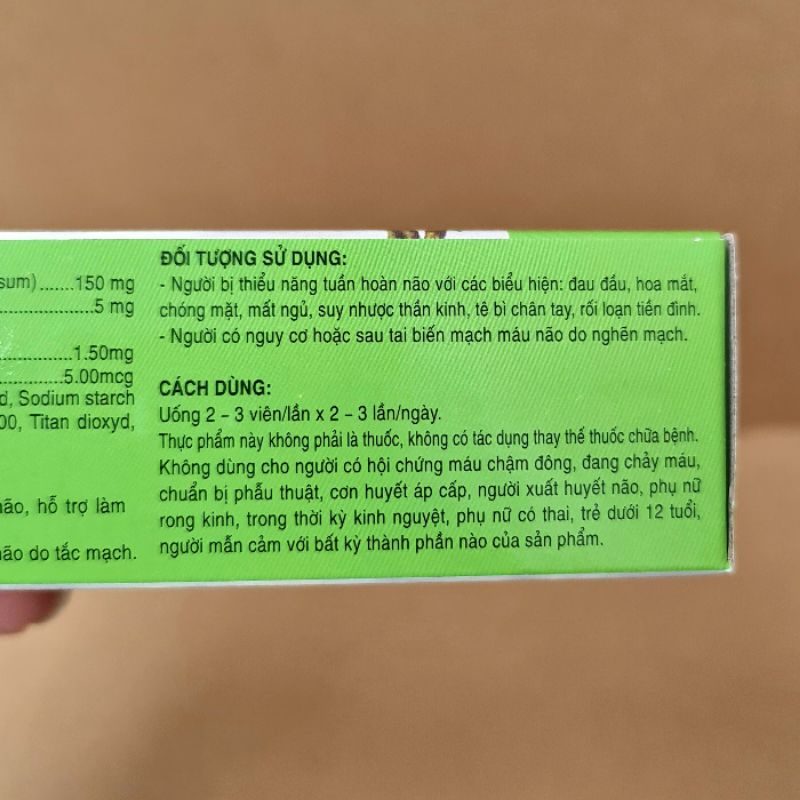 sum).......150 mg
5 mg
1.50mg
5.00mcg
d, Sodium starch
00, Titan dioxyd,
não, hỗ trợ làm
não do tắc mạch.
ĐỐI TƯỢNG SỬ DỤNG:
- Người bị thiểu năng tuần hoàn não với các biểu hiện: đau đầu, hoa mắt,
chóng mặt, mất ngủ, suy nhược thần kinh, tê bì chân tay, rối loạn tiền đình.
- Người có nguy cơ hoặc sau tai biến mạch máu não do nghẽn mạch.
CÁCH DÙNG:
Uống 2 – 3 viên/lần x 2 – 3 lần/ngày.
Thực phẩm này không phải là thuốc, không có tác dụng thay thế thuốc chữa bệnh.
Không dùng cho người có hội chứng máu chậm đông, đang chảy máu,
chuẩn bị phẫu thuật, cơn huyết áp cấp, người xuất huyết não, phụ nữ
rong kinh, trong thời kỳ kinh nguyệt, phụ nữ có thai, trẻ dưới 12 tuổi,
người mẫn cảm với bất kỳ thành phần nào của sản phẩm.